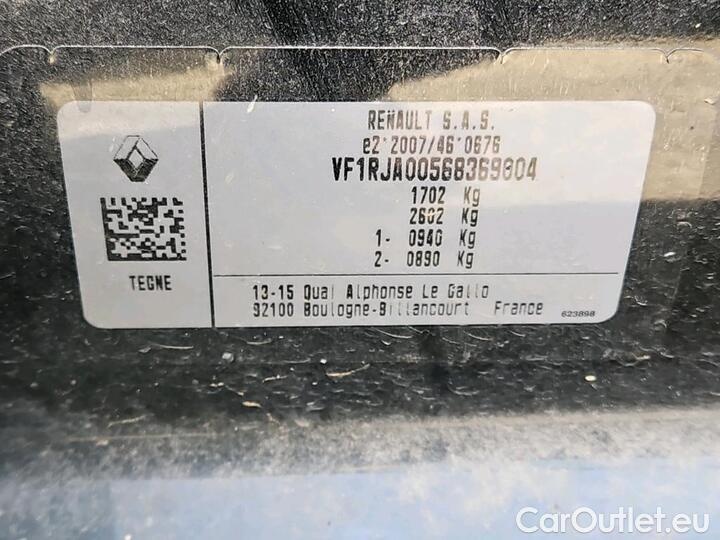 RENAULT S.A.S.
e2*2007/46*0676
VF1RJA00568369804
1702 Kg
2602 Kg
1- 0940 Kg
2- 0890 Kg
TEGNE
13-15 Quai Alphonse Le Gallo
92100 Boulogne-Billancourt France
623898
CarOutlet.eu